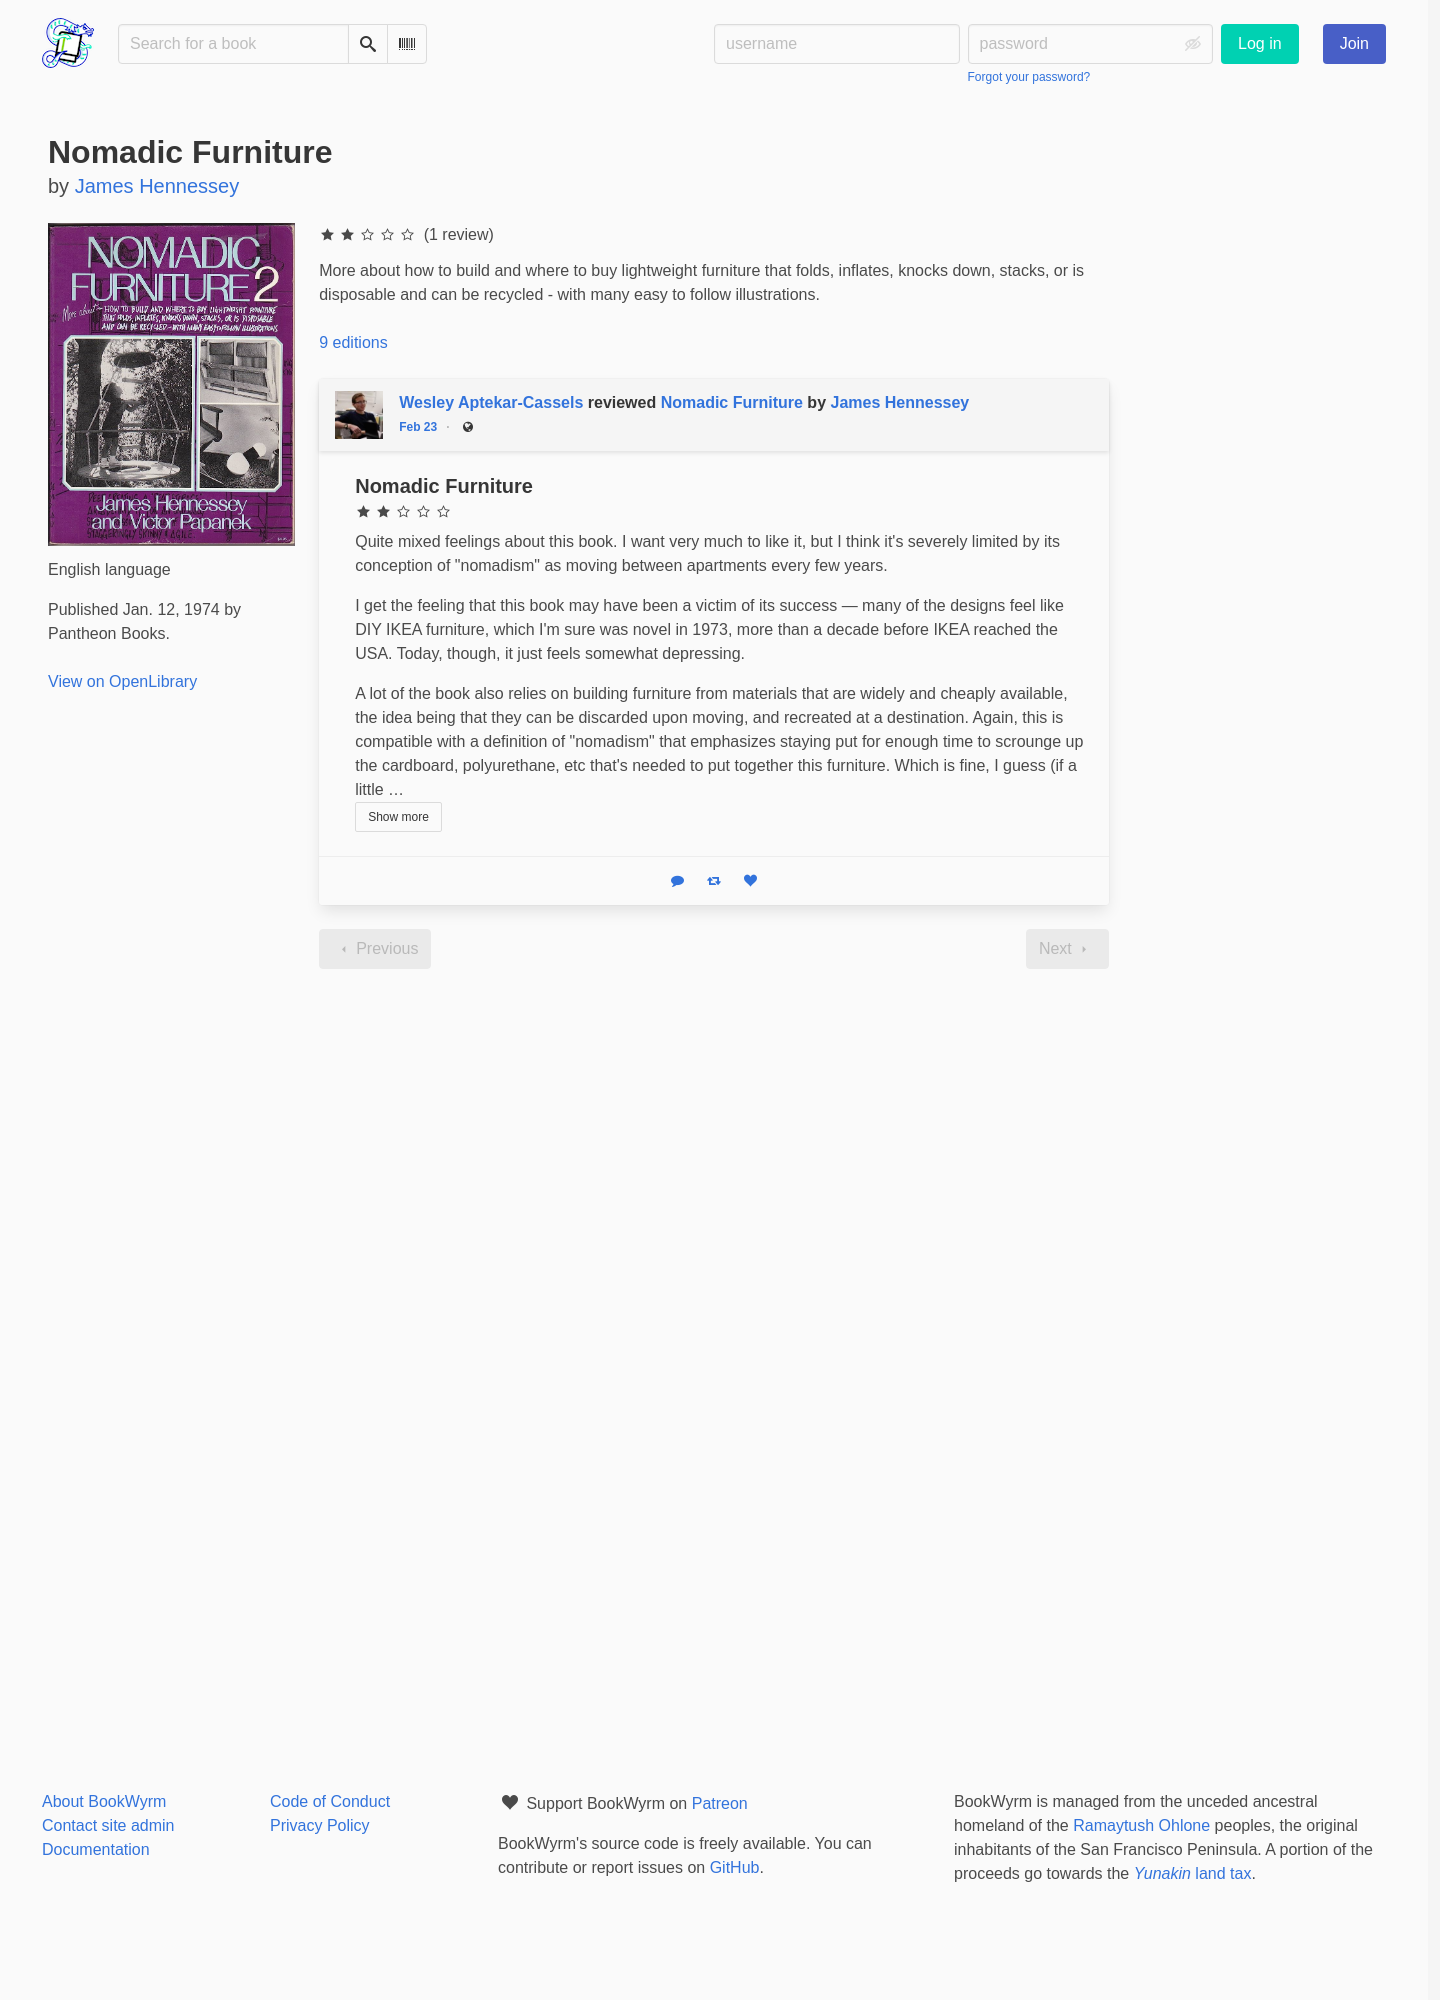 Search for a book
username
password
Log in
Join
Forgot your password?
Nomadic Furniture
by James Hennessey
NOMADIC
FURNITURE 2
More about— HOW TO BUILD AND WHERE TO BUY LIGHTWEIGHT FURNITURE
THAT FOLDS, INFLATES, KNOCKS DOWN, STACKS, OR IS DISPOSABLE
AND CAN BE RECYCLED—WITH MANY EASY TO FOLLOW ILLUSTRATIONS
James Hennessey
and Victor Papanek
English language
Published Jan. 12, 1974 by
Pantheon Books.
View on OpenLibrary
(1 review)
More about how to build and where to buy lightweight furniture that folds, inflates, knocks down, stacks, or is
disposable and can be recycled - with many easy to follow illustrations.
9 editions
Wesley Aptekar-Cassels reviewed Nomadic Furniture by James Hennessey
Feb 23 ·
Nomadic Furniture
Quite mixed feelings about this book. I want very much to like it, but I think it's severely limited by its
conception of "nomadism" as moving between apartments every few years.
I get the feeling that this book may have been a victim of its success — many of the designs feel like
DIY IKEA furniture, which I'm sure was novel in 1973, more than a decade before IKEA reached the
USA. Today, though, it just feels somewhat depressing.
A lot of the book also relies on building furniture from materials that are widely and cheaply available,
the idea being that they can be discarded upon moving, and recreated at a destination. Again, this is
compatible with a definition of "nomadism" that emphasizes staying put for enough time to scrounge up
the cardboard, polyurethane, etc that's needed to put together this furniture. Which is fine, I guess (if a
little …
Show more
Previous
Next
About BookWyrm
Contact site admin
Documentation
Code of Conduct
Privacy Policy
Support BookWyrm on Patreon
BookWyrm's source code is freely available. You can
contribute or report issues on GitHub.
BookWyrm is managed from the unceded ancestral
homeland of the Ramaytush Ohlone peoples, the original
inhabitants of the San Francisco Peninsula. A portion of the
proceeds go towards the Yunakin land tax.